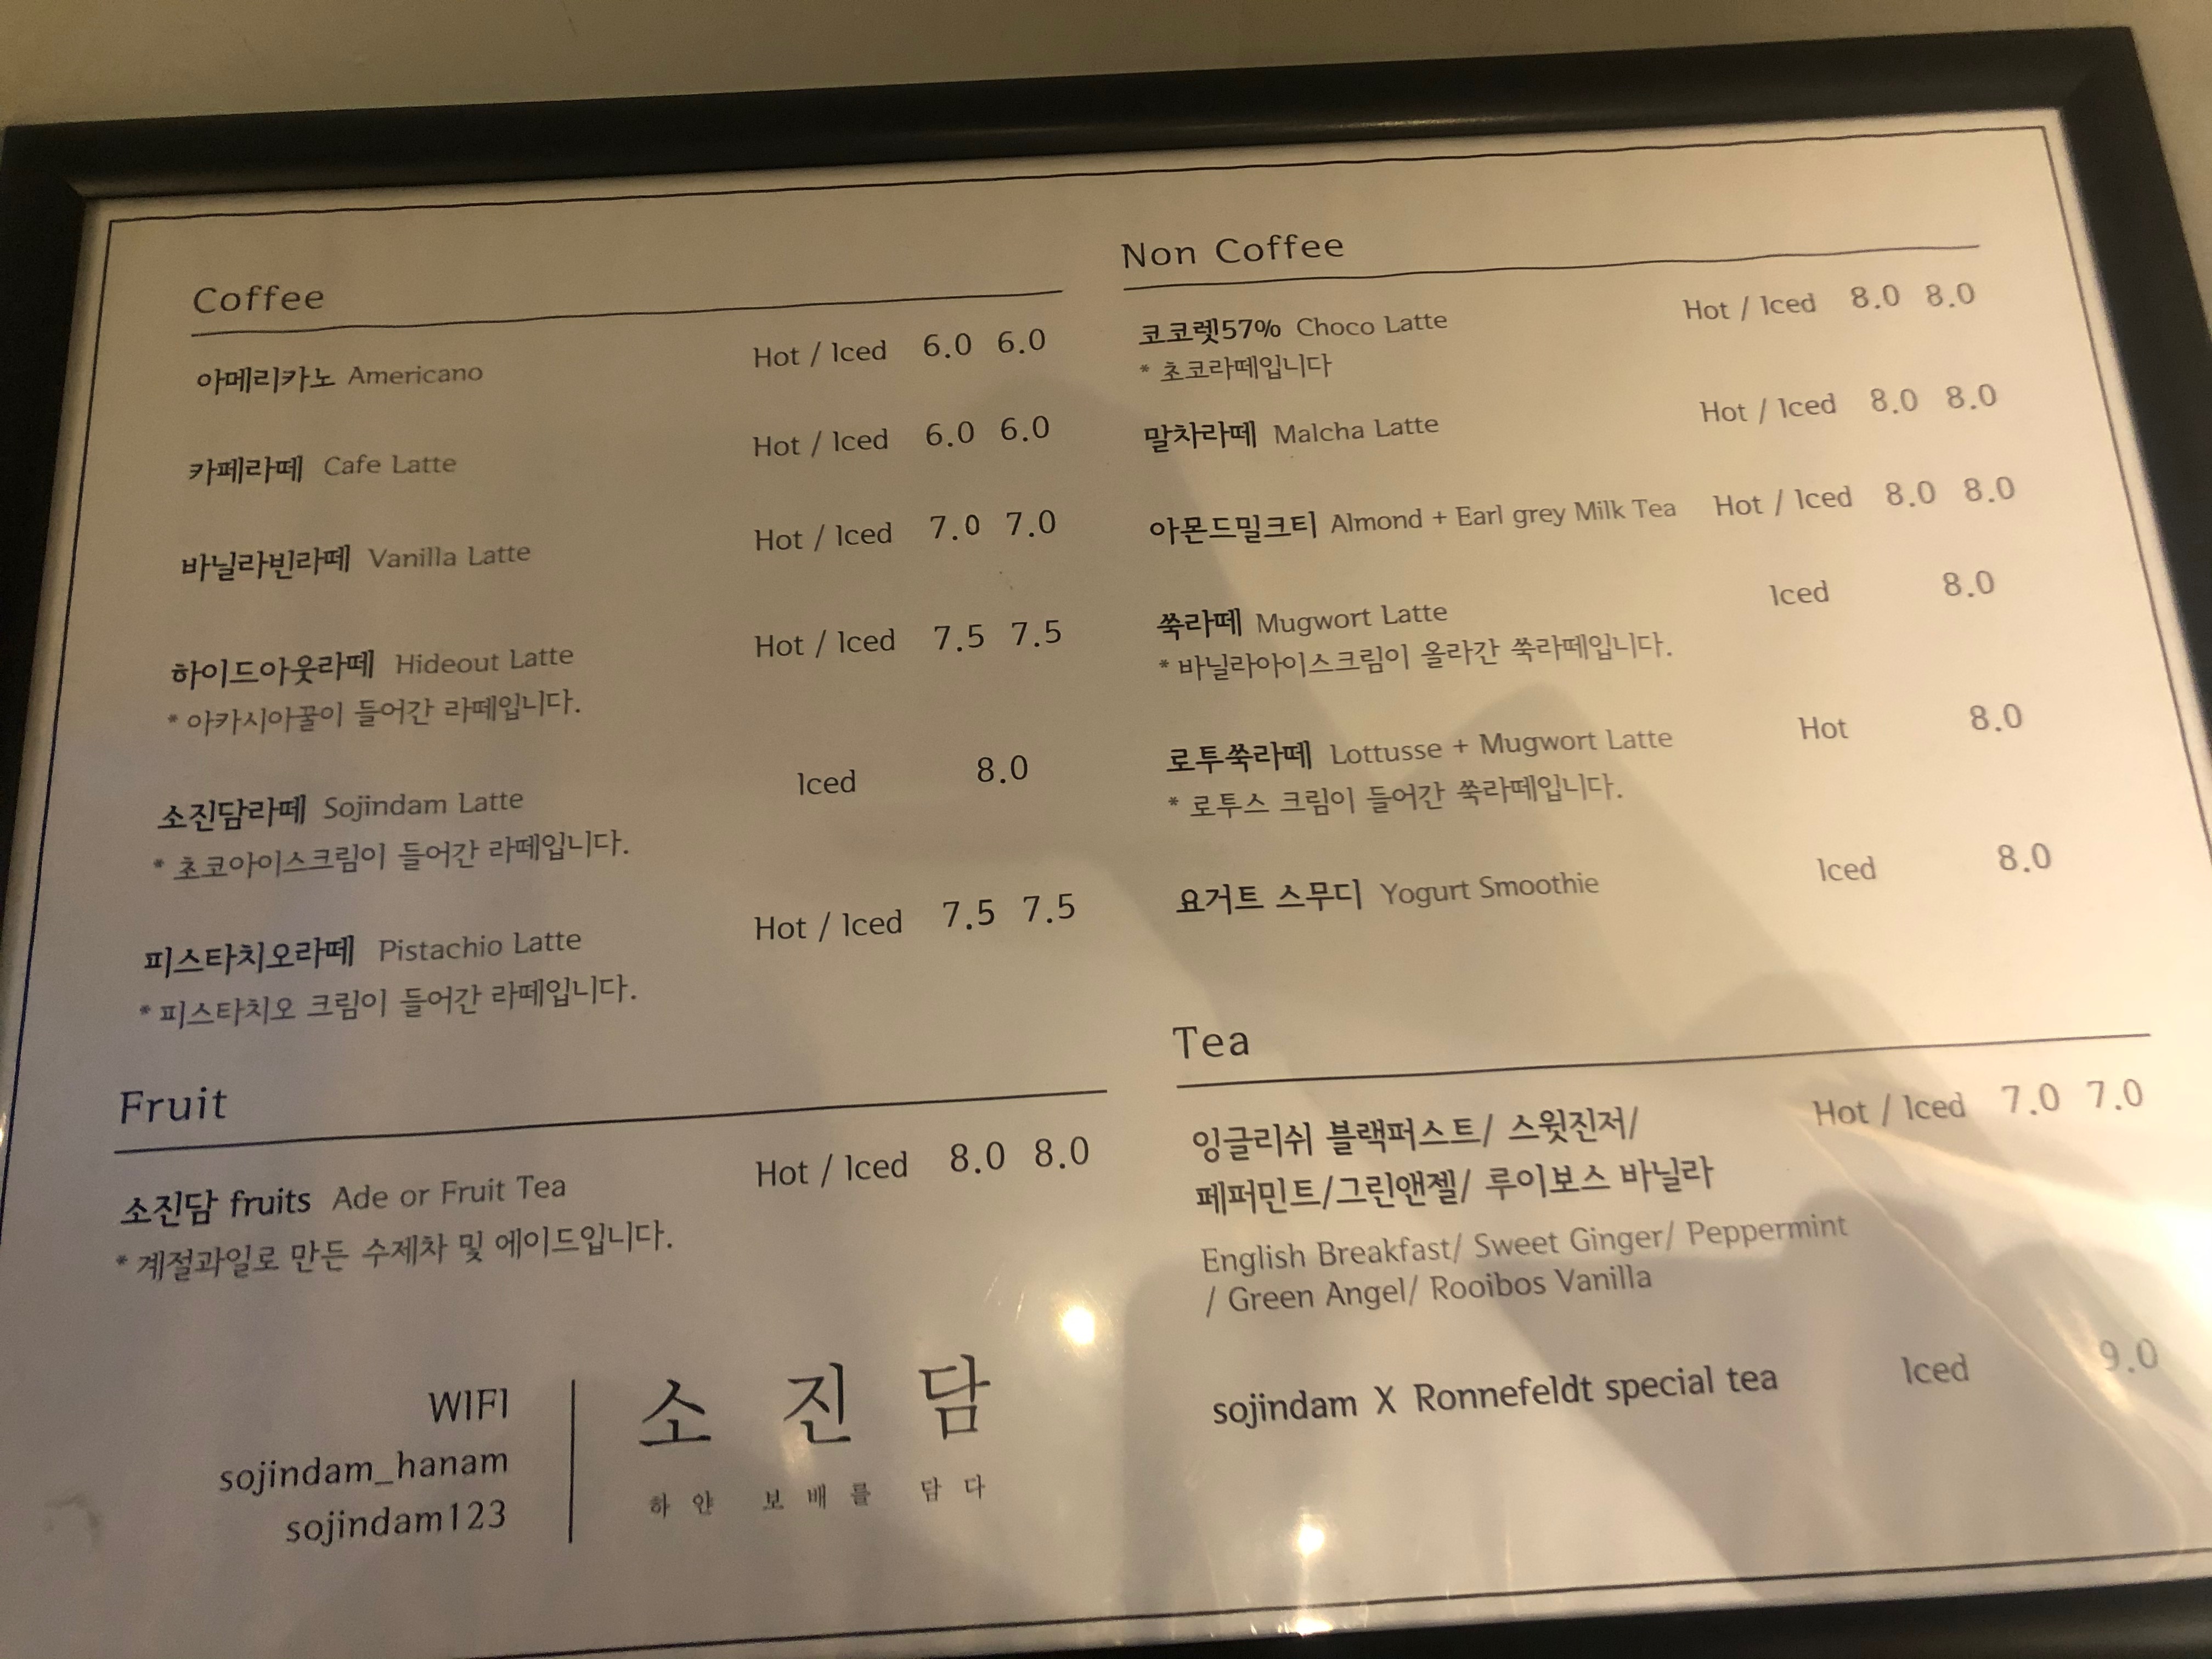 Coffee
아메리카노 Americano Hot / Iced 6.0 6.0
카페라떼 Cafe Latte Hot / Iced 6.0 6.0
바닐라빈라떼 Vanilla Latte Hot / Iced 7.0 7.0
하이드아웃라떼 Hideout Latte Hot / Iced 7.5 7.5
* 아카시아꿀이 들어간 라떼입니다.
소진담라떼 Sojindam Latte Iced 8.0
* 초코아이스크림이 들어간 라떼입니다.
피스타치오라떼 Pistachio Latte Hot / Iced 7.5 7.5
* 피스타치오 크림이 들어간 라떼입니다.
Fruit
소진담 fruits Ade or Fruit Tea Hot / Iced 8.0 8.0
* 계절과일로 만든 수제차 및 에이드입니다.
WIFI
sojindam_hanam
sojindam123
소진담
하얀 보배를 담다
Non Coffee
코코렛57% Choco Latte Hot / Iced 8.0 8.0
* 초코라떼입니다
말차라떼 Malcha Latte Hot / Iced 8.0 8.0
아몬드밀크티 Almond + Earl grey Milk Tea Hot / Iced 8.0 8.0
쑥라떼 Mugwort Latte Iced 8.0
* 바닐라아이스크림이 올라간 쑥라떼입니다.
로투쑥라떼 Lottusse + Mugwort Latte Hot 8.0
* 로투스 크림이 들어간 쑥라떼입니다.
요거트 스무디 Yogurt Smoothie Iced 8.0
Tea
잉글리쉬 블랙퍼스트/ 스윗진저/ Hot / Iced 7.0 7.0
페퍼민트/그린앤젤/ 루이보스 바닐라
English Breakfast/ Sweet Ginger/ Peppermint
/ Green Angel/ Rooibos Vanilla
sojindam X Ronnefeldt special tea Iced 9.0